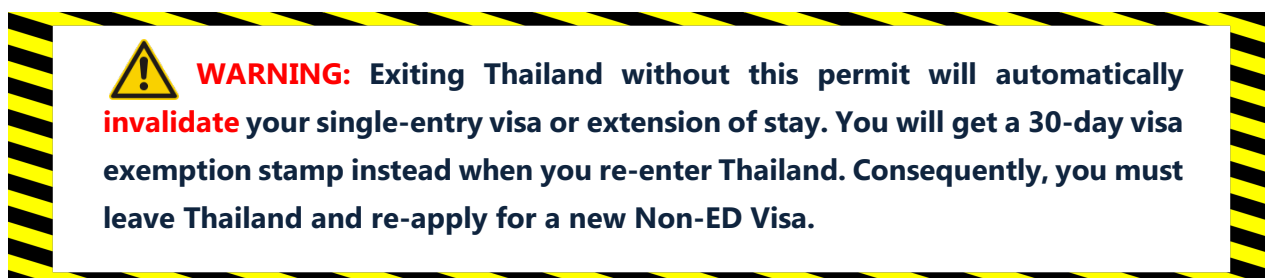 WARNING: Exiting Thailand without this permit will automatically
invalidate your single-entry visa or extension of stay. You will get a 30-day visa
exemption stamp instead when you re-enter Thailand. Consequently, you must
leave Thailand and re-apply for a new Non-ED Visa.